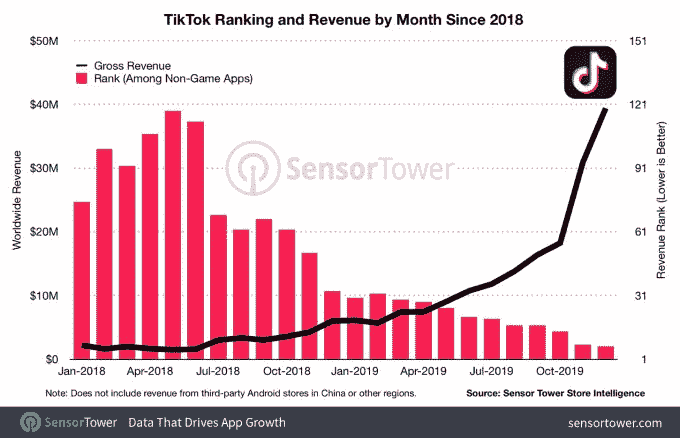 TikTok Ranking and Revenue by Month Since 2018
$50M
151
Gross Revenue
Rank (Among Non-Game Apps)
$40M
121
SensorTower
$30M
91
Worldwide Revenue
Revenue Rank (Lower is Better)
$20M
61
$10M
31
$0
1
Jan-2018
Apr-2018
Jul-2018
Oct-2018
Jan-2019
Apr-2019
Jul-2019
Oct-2019
Note: Does not include revenue from third-party Android stores in China or other regions.
Source: Sensor Tower Store Intelligence
SensorTower
Data That Drives App Growth
sensortower.com